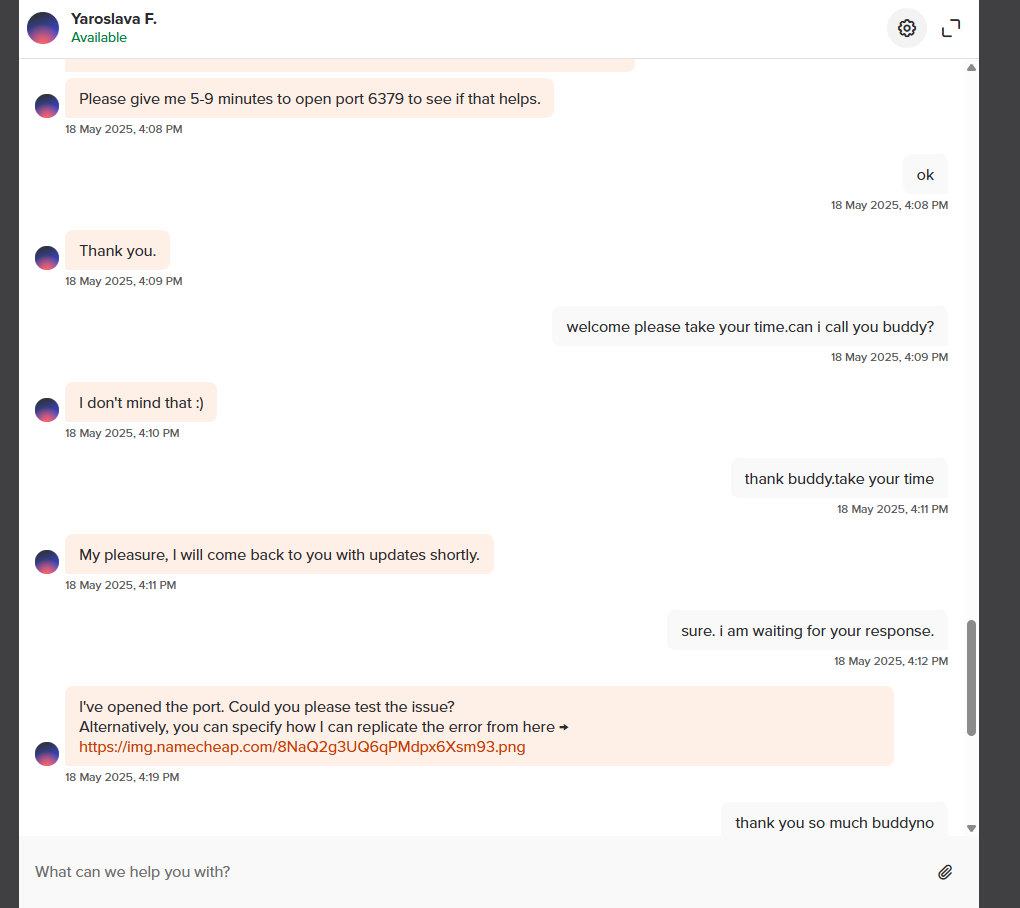 Yaroslava F.
Available
Please give me 5-9 minutes to open port 6379 to see if that helps.
18 May 2025, 4:08 PM
ok
18 May 2025, 4:08 PM
Thank you.
18 May 2025, 4:09 PM
welcome please take your time.can i call you buddy?
18 May 2025, 4:09 PM
I don't mind that :)
18 May 2025, 4:10 PM
thank buddy.take your time
18 May 2025, 4:11 PM
My pleasure, I will come back to you with updates shortly.
18 May 2025, 4:11 PM
sure. i am waiting for your response.
18 May 2025, 4:12 PM
I've opened the port. Could you please test the issue?
Alternatively, you can specify how I can replicate the error from here →
https://img.namecheap.com/8NaQ2g3UQ6qPMdpx6Xsm93.png
18 May 2025, 4:19 PM
thank you so much buddyno
What can we help you with?